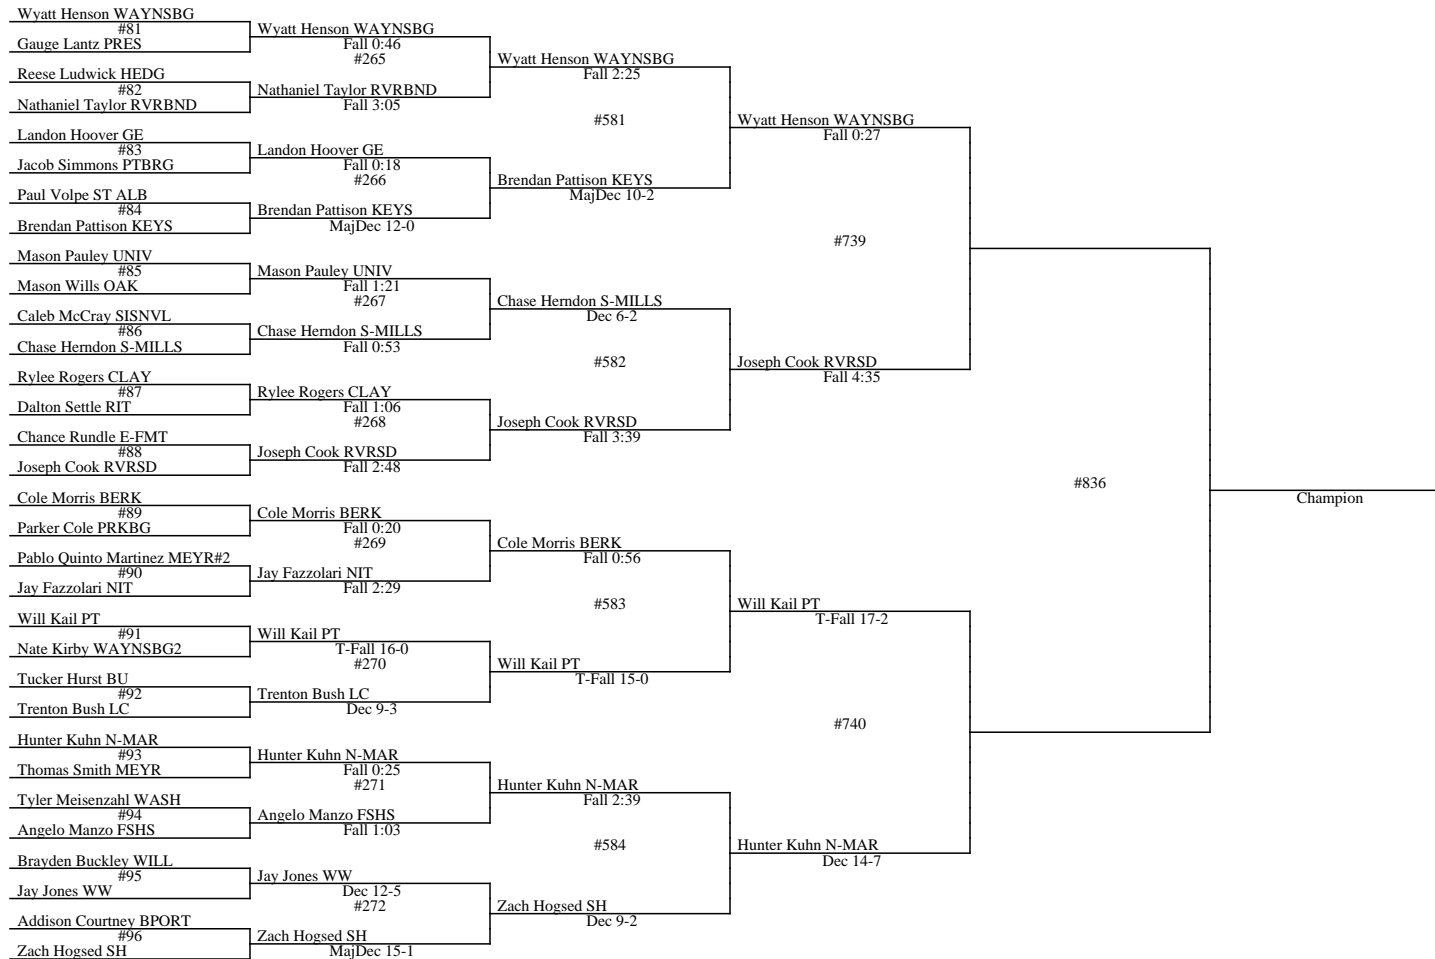 Wyatt Henson WAYNSBG
#81
Gauge Lantz PRES
Reese Ludwick HEDG
#82
Nathaniel Taylor RVRBND
Landon Hoover GE
#83
Jacob Simmons PTBRG
Paul Volpe ST ALB
#84
Brendan Pattison KEYS
Mason Pauley UNIV
#85
Mason Wills OAK
Caleb McCray SISNVL
#86
Chase Herndon S-MILLS
Rylee Rogers CLAY
#87
Dalton Settle RIT
Chance Rundle E-FMT
#88
Joseph Cook RVRSD
Cole Morris BERK
#89
Parker Cole PRKBG
Pablo Quinto Martinez MEYR#2
#90
Jay Fazzolari NIT
Will Kail PT
#91
Nate Kirby WAYNSBG2
Tucker Hurst BU
#92
Trenton Bush LC
Hunter Kuhn N-MAR
#93
Thomas Smith MEYR
Tyler Meisenzahl WASH
#94
Angelo Manzo FSHS
Brayden Buckley WILL
#95
Jay Jones WW
Addison Courtney BPORT
#96
Zach Hogsed SH
Wyatt Henson WAYNSBG
Fall 0:46
#265
Nathaniel Taylor RVRBND
Fall 3:05
Landon Hoover GE
Fall 0:18
#266
Brendan Pattison KEYS
MajDec 12-0
Mason Pauley UNIV
Fall 1:21
#267
Chase Herndon S-MILLS
Fall 0:53
Rylee Rogers CLAY
Fall 1:06
#268
Joseph Cook RVRSD
Fall 2:48
Cole Morris BERK
Fall 0:20
#269
Jay Fazzolari NIT
Fall 2:29
Will Kail PT
T-Fall 16-0
#270
Trenton Bush LC
Dec 9-3
Hunter Kuhn N-MAR
Fall 0:25
#271
Angelo Manzo FSHS
Fall 1:03
Jay Jones WW
Dec 12-5
#272
Zach Hogsed SH
MajDec 15-1
Wyatt Henson WAYNSBG
Fall 2:25
#581
Brendan Pattison KEYS
MajDec 10-2
Chase Herndon S-MILLS
Dec 6-2
#582
Joseph Cook RVRSD
Fall 3:39
Cole Morris BERK
Fall 0:56
#583
Will Kail PT
T-Fall 15-0
Hunter Kuhn N-MAR
Fall 2:39
#584
Zach Hogsed SH
Dec 9-2
Wyatt Henson WAYNSBG
Fall 0:27
#739
Joseph Cook RVRSD
Fall 4:35
Will Kail PT
T-Fall 17-2
#740
Hunter Kuhn N-MAR
Dec 14-7
#836
Champion